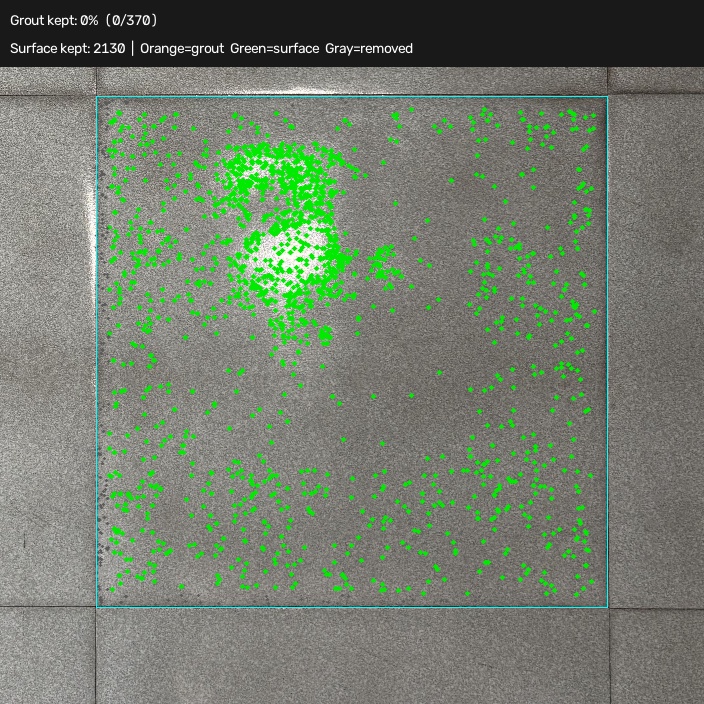 Grout kept: 0% (0/370)
Surface kept: 2130 | Orange=grout Green=surface Gray=removed